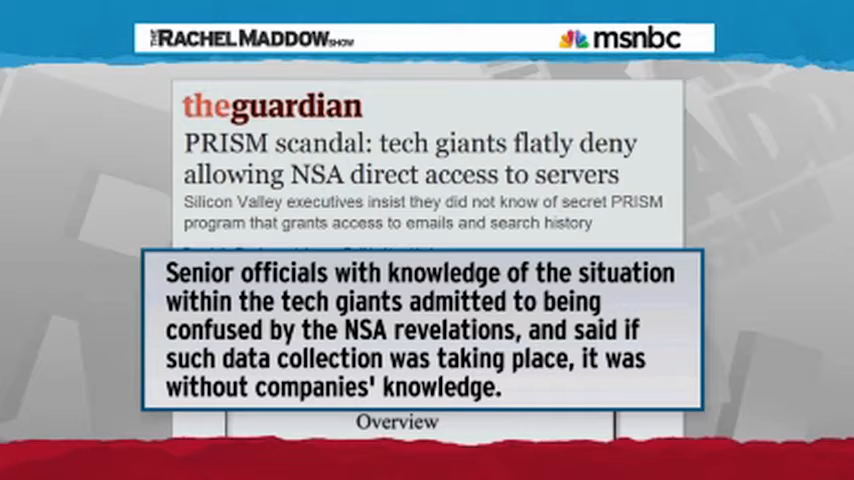 THE RACHEL MADDOW SHOW
msnbc
theguardian
PRISM scandal: tech giants flatly deny
allowing NSA direct access to servers
Silicon Valley executives insist they did not know of secret PRISM
program that grants access to emails and search history
Senior officials with knowledge of the situation
within the tech giants admitted to being
confused by the NSA revelations, and said if
such data collection was taking place, it was
without companies' knowledge.
Overview